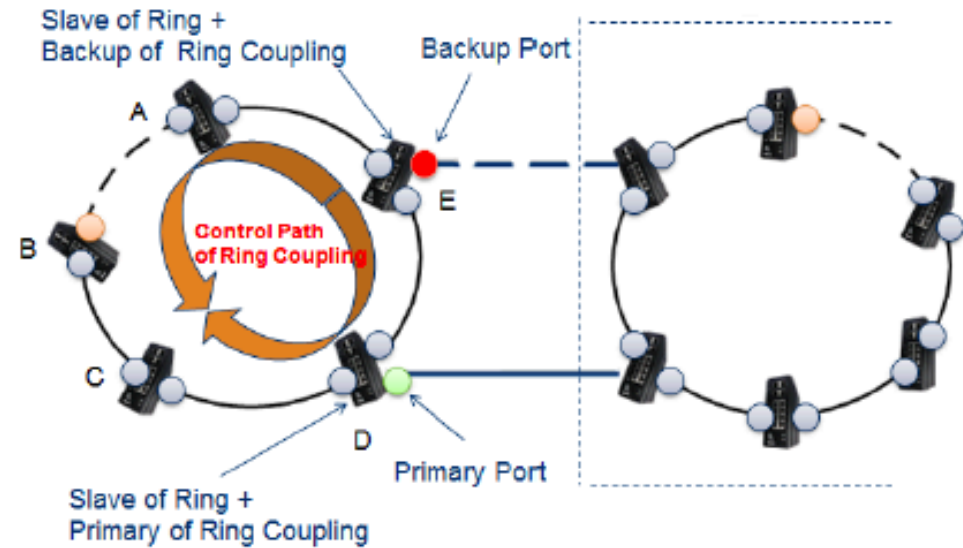 Slave of Ring +
Backup of Ring Coupling
Backup Port
A
E
B
Control Path
of Ring Coupling
C
D
Primary Port
Slave of Ring +
Primary of Ring Coupling